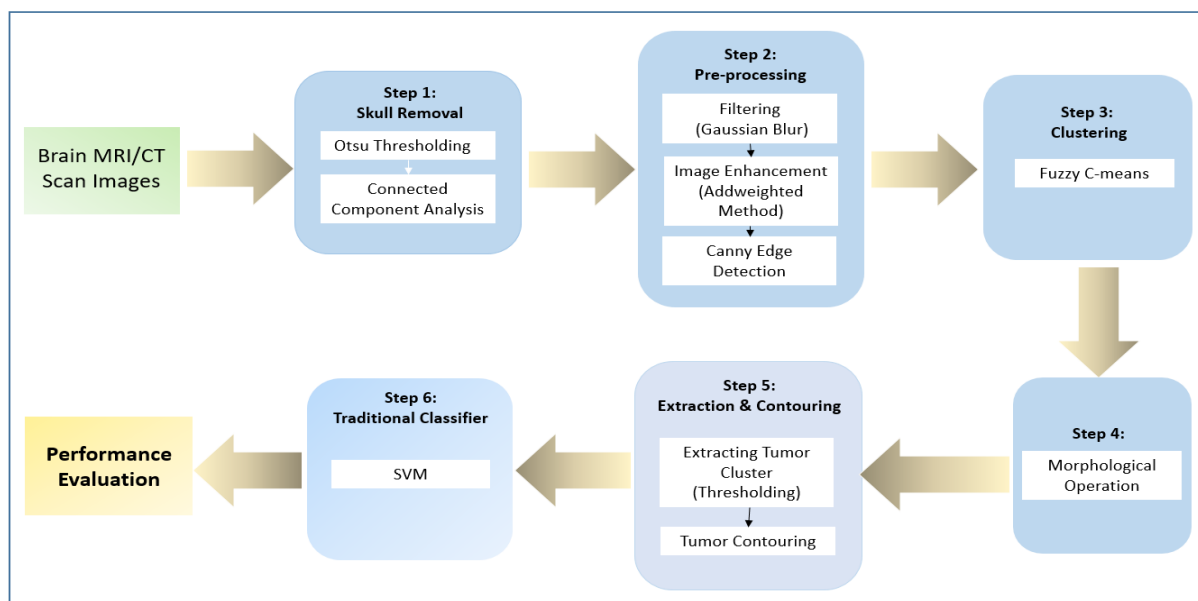 Brain MRI/CT
Scan Images
Step 1:
Skull Removal
Otsu Thresholding
Connected
Component Analysis
Step 2:
Pre-processing
Filtering
(Gaussian Blur)
Image Enhancement
(Addweighted
Method)
Canny Edge
Detection
Step 3:
Clustering
Fuzzy C-means
Step 4:
Morphological
Operation
Step 5:
Extraction & Contouring
Extracting Tumor
Cluster
(Thresholding)
Tumor Contouring
Step 6:
Traditional Classifier
SVM
Performance
Evaluation